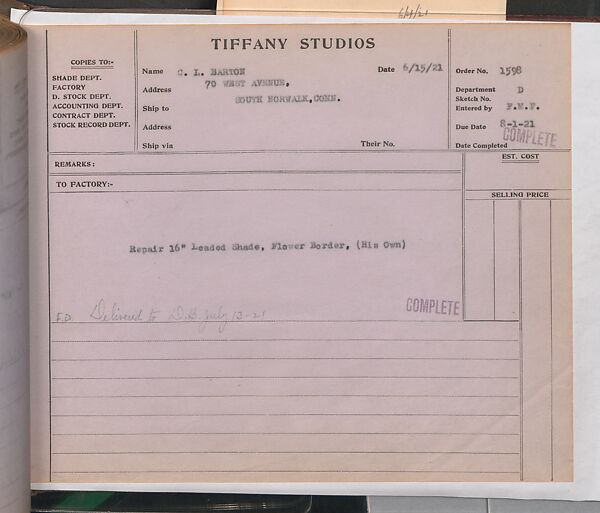 6/4/21
TIFFANY STUDIOS
COPIES TO:-
SHADE DEPT.
FACTORY
D. STOCK DEPT.
ACCOUNTING DEPT.
CONTRACT DEPT.
STOCK RECORD DEPT.
Name C. L. BARTON Date 6/15/21
Address 70 WEST AVENUE,
SOUTH NORWALK, CONN.
Ship to
Address
Ship via Their No.
Order No. 1598
Department D
Sketch No.
Entered by F.M.F.
Due Date 8-1-21
Date Completed COMPLETE
REMARKS:
EST. COST
TO FACTORY:-
SELLING PRICE
Repair 16" Leaded Shade, Flower Border, (His Own)
COMPLETE
F.D. Delivered to D.B. July 13-21